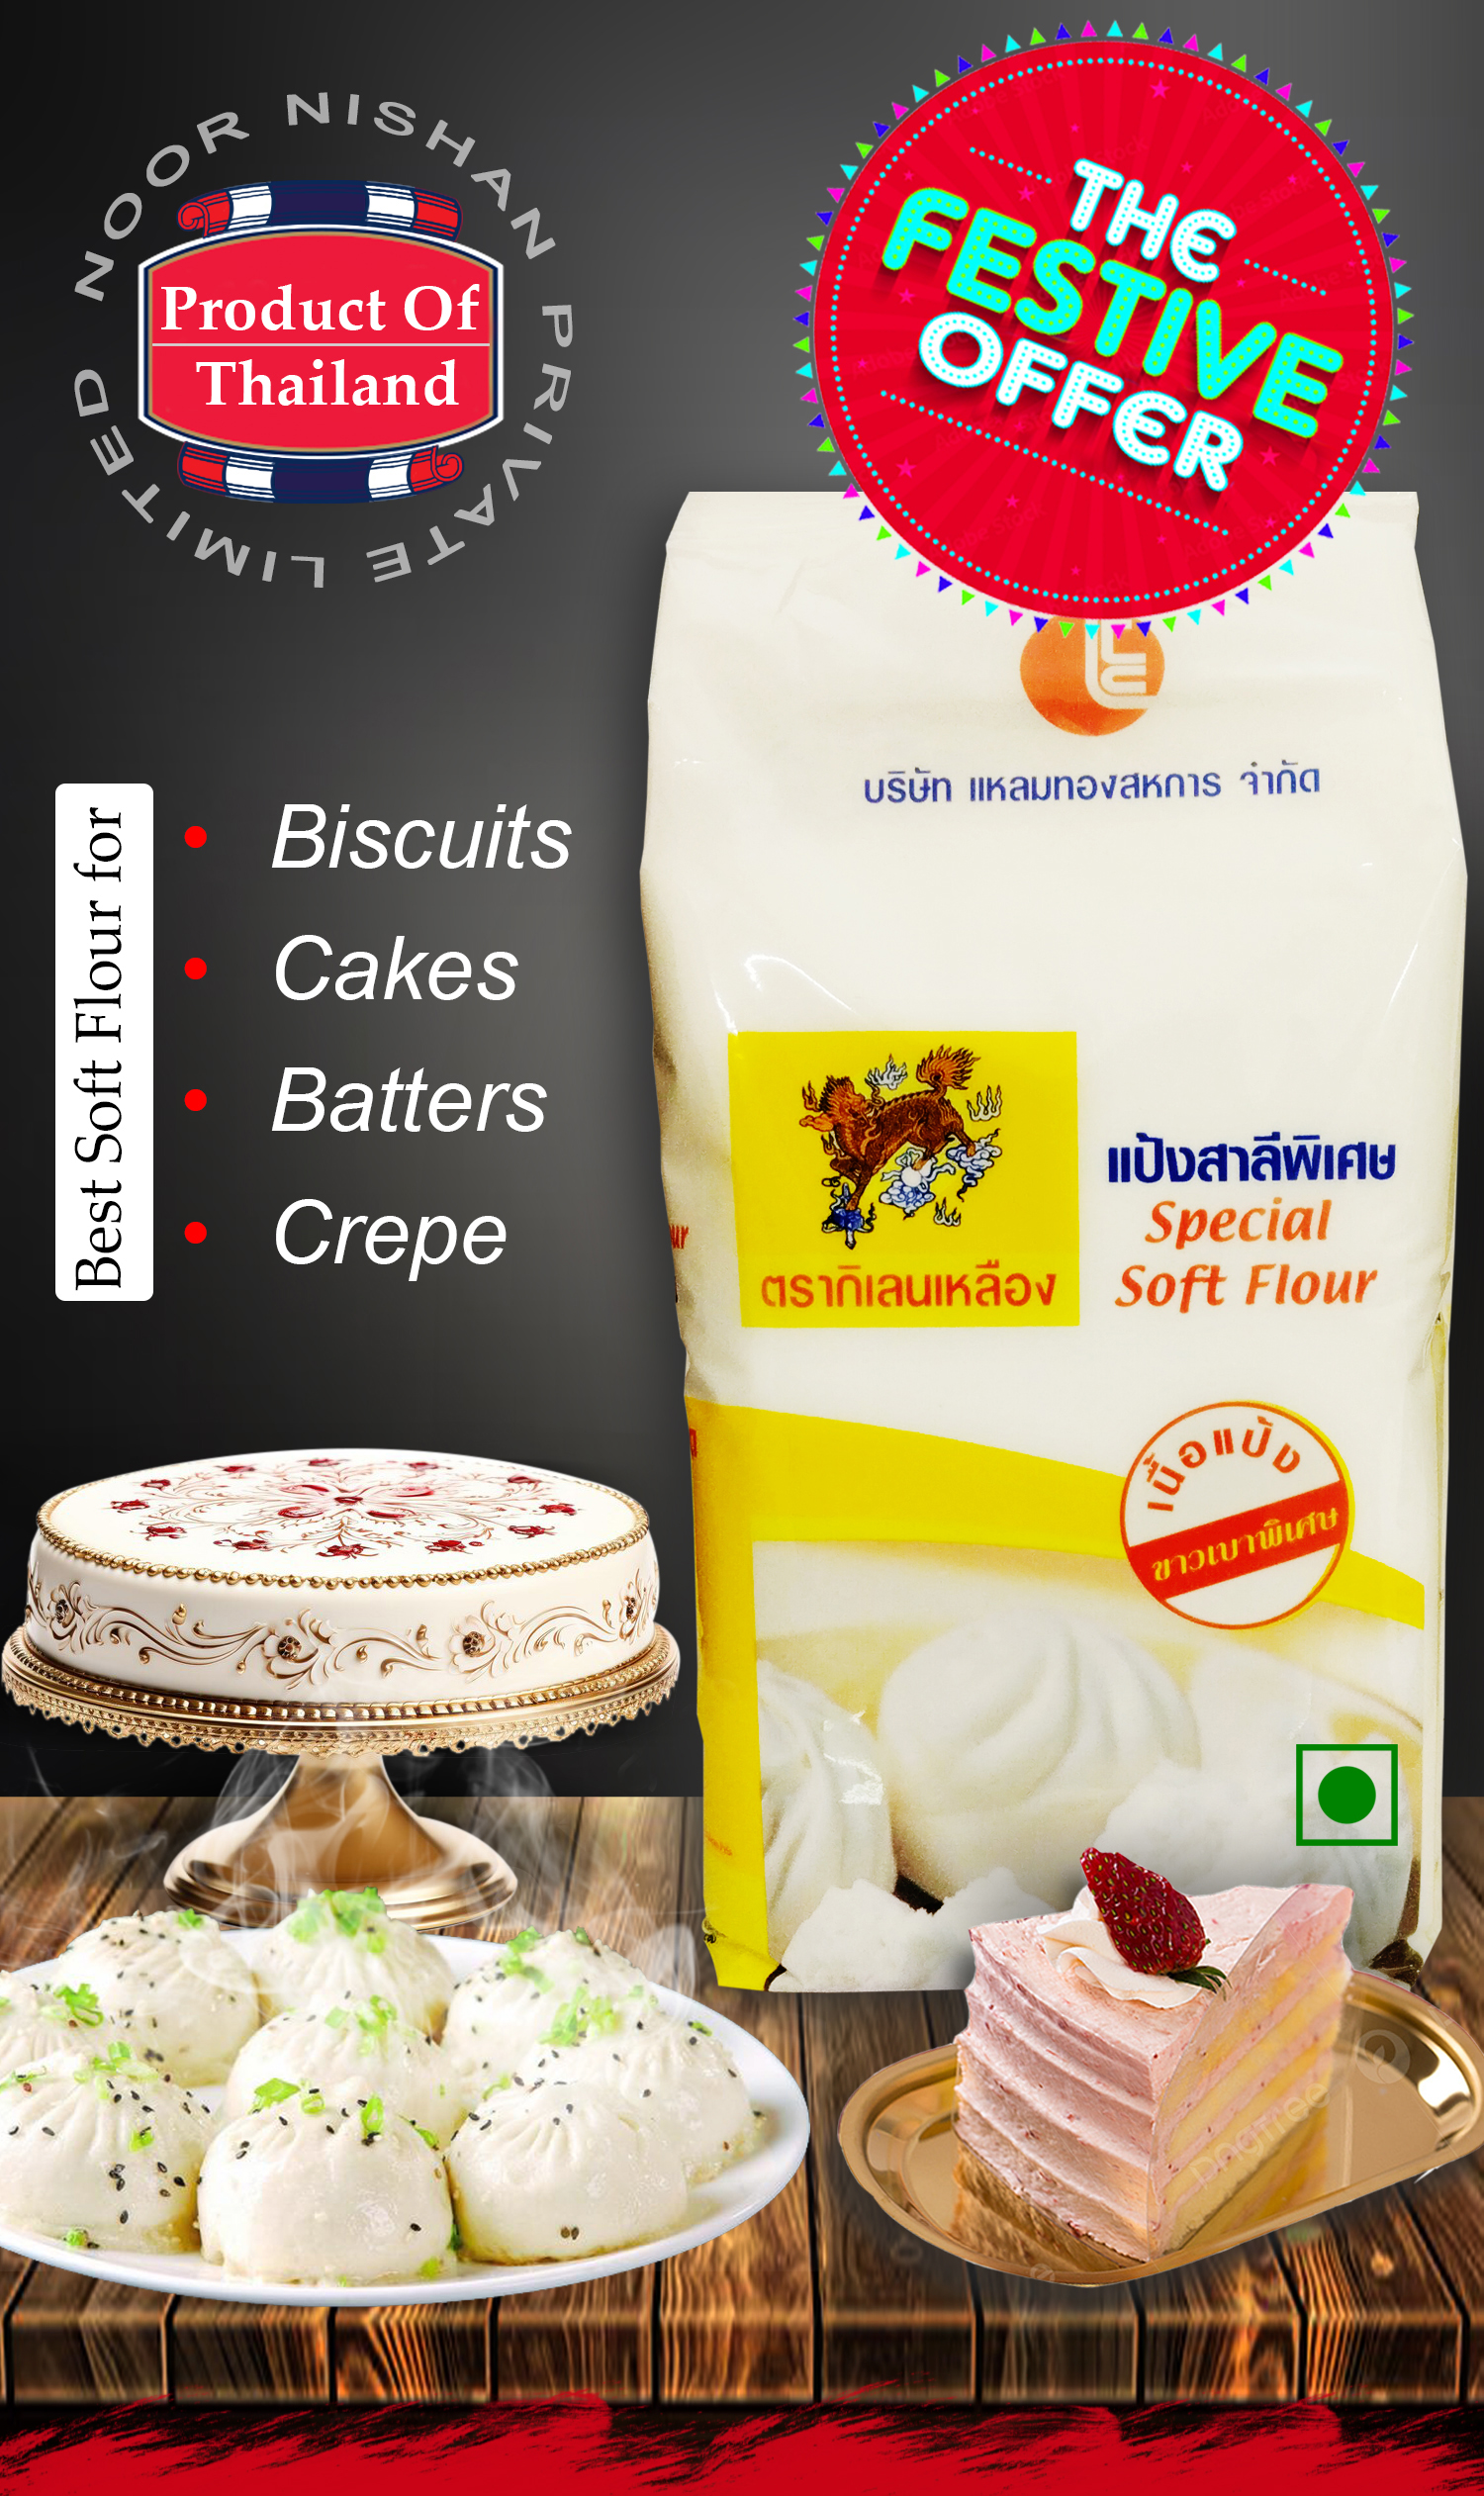 NOOR NISHAN PRIVATE LIMITED
Product Of
Thailand
THE
FESTIVE
OFFER
บริษัท แหลมทองสหการ จำกัด
Best Soft Flour for
• Biscuits
• Cakes
• Batters
• Crepe
ตรากิเลนเหลือง
แป้งสาลีพิเศษ
Special
Soft Flour
เนื้อแป้ง
ขาวเบาพิเศษ
pngtree